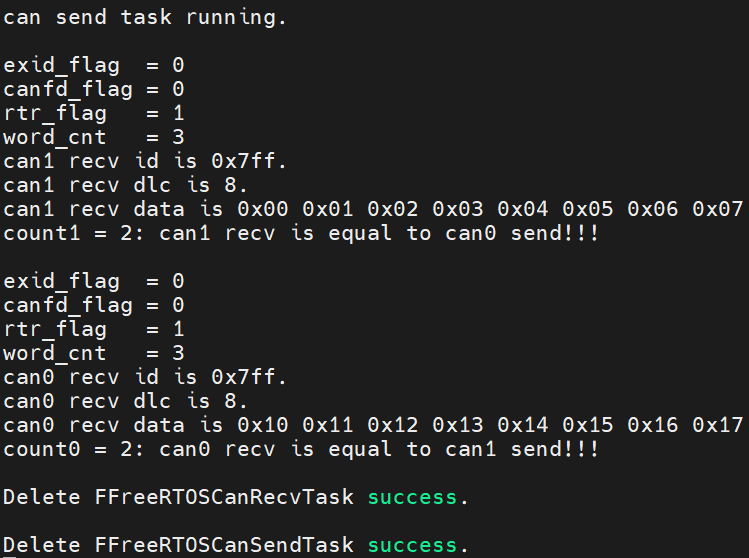 can send task running.
exid_flag  = 0
canfd_flag = 0
rtr_flag   = 1
word_cnt   = 3
can1 recv id is 0x7ff.
can1 recv dlc is 8.
can1 recv data is 0x00 0x01 0x02 0x03 0x04 0x05 0x06 0x07
count1 = 2: can1 recv is equal to can0 send!!!
exid_flag  = 0
canfd_flag = 0
rtr_flag   = 1
word_cnt   = 3
can0 recv id is 0x7ff.
can0 recv dlc is 8.
can0 recv data is 0x10 0x11 0x12 0x13 0x14 0x15 0x16 0x17
count0 = 2: can0 recv is equal to can1 send!!!
Delete FFreeRTOSCanRecvTask success.
Delete FFreeRTOSCanSendTask success.